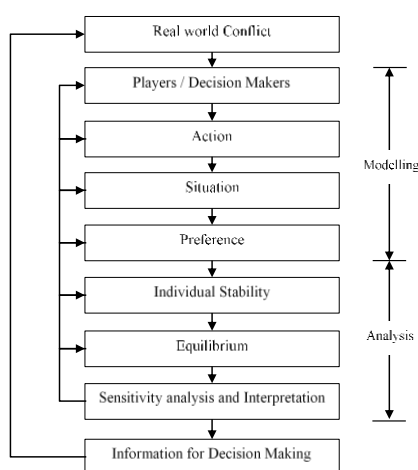 Real world Conflict
Players / Decision Makers
Action
Situation
Modelling
Preference
Individual Stability
Analysis
Equilibrium
Sensitivity analysis and Interpretation
Information for Decision Making